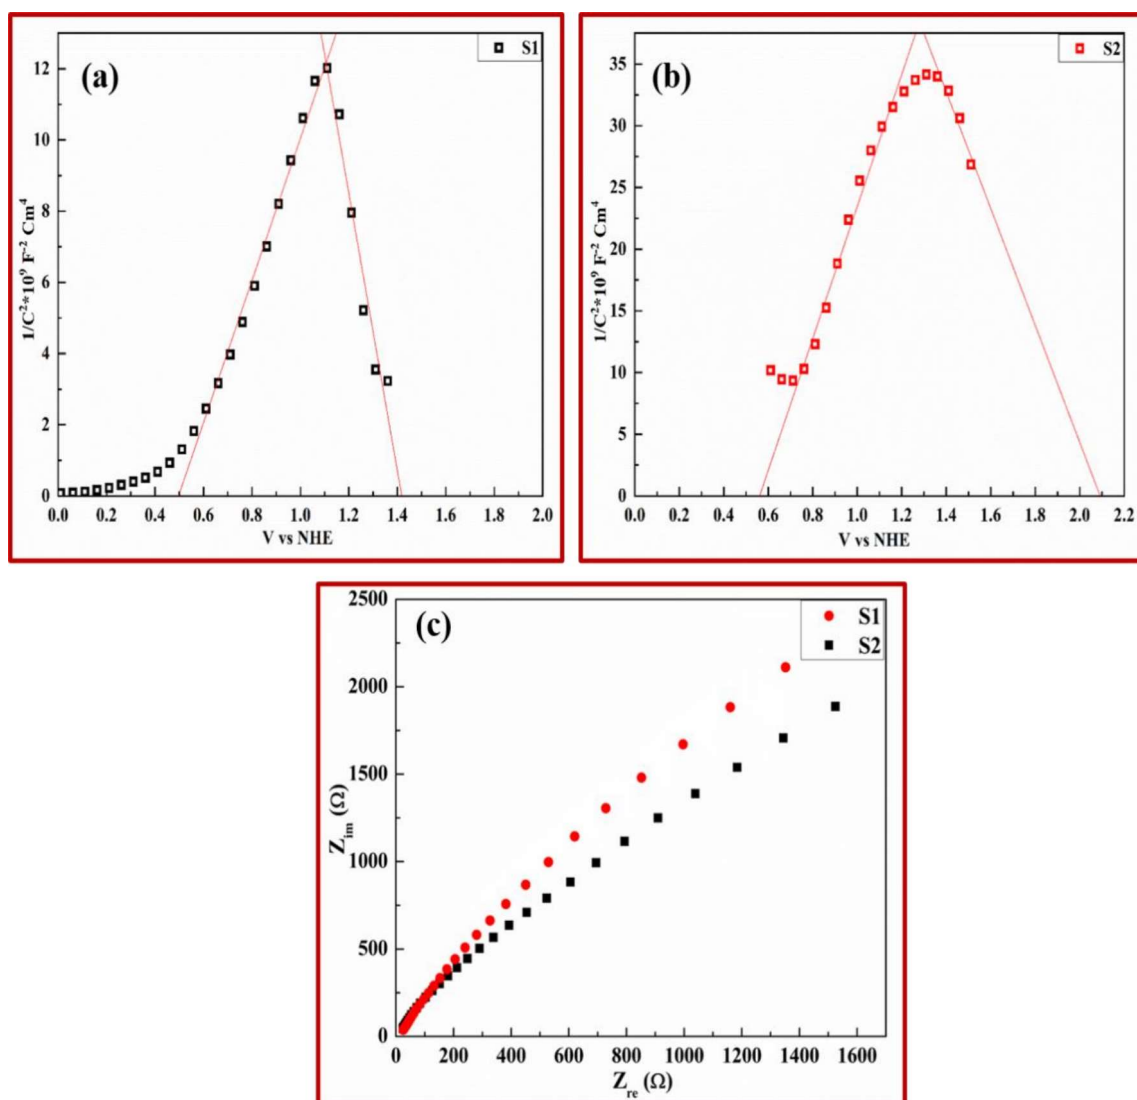 (a)
S1
12
10
8
6
4
2
0
1/C²*10⁹ F⁻² Cm⁴
0.0 0.2 0.4 0.6 0.8 1.0 1.2 1.4 1.6 1.8 2.0
V vs NHE
(b)
S2
35
30
25
20
15
10
5
0
1/C²*10⁹ F⁻² Cm⁴
0.0 0.2 0.4 0.6 0.8 1.0 1.2 1.4 1.6 1.8 2.0 2.2
V vs NHE
(c)
S1
S2
2500
2000
1500
1000
500
0
Z_im (Ω)
0 200 400 600 800 1000 1200 1400 1600
Z_re (Ω)